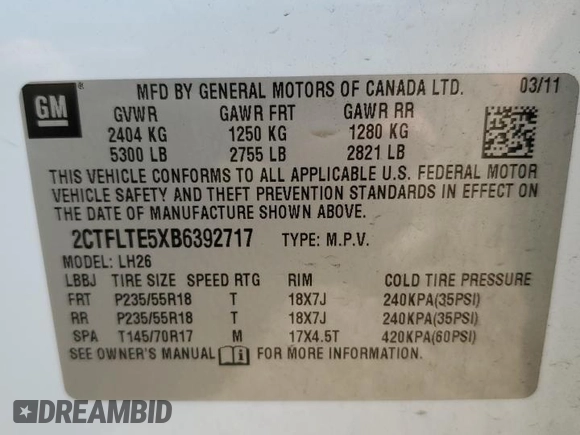 GM ®
MFD BY GENERAL MOTORS OF CANADA LTD. 03/11
GVWR GAWR FRT GAWR RR
2404 KG 1250 KG 1280 KG
5300 LB 2755 LB 2821 LB
THIS VEHICLE CONFORMS TO ALL APPLICABLE U.S. FEDERAL MOTOR
VEHICLE SAFETY AND THEFT PREVENTION STANDARDS IN EFFECT ON
THE DATE OF MANUFACTURE SHOWN ABOVE.
2CTFLTE5XB6392717 TYPE: M.P.V.
MODEL: LH26
LBBJ TIRE SIZE SPEED RTG RIM COLD TIRE PRESSURE
FRT P235/55R18 T 18X7J 240KPA(35PSI)
RR P235/55R18 T 18X7J 240KPA(35PSI)
SPA T145/70R17 M 17X4.5T 420KPA(60PSI)
SEE OWNER'S MANUAL FOR MORE INFORMATION.
DREAMBID